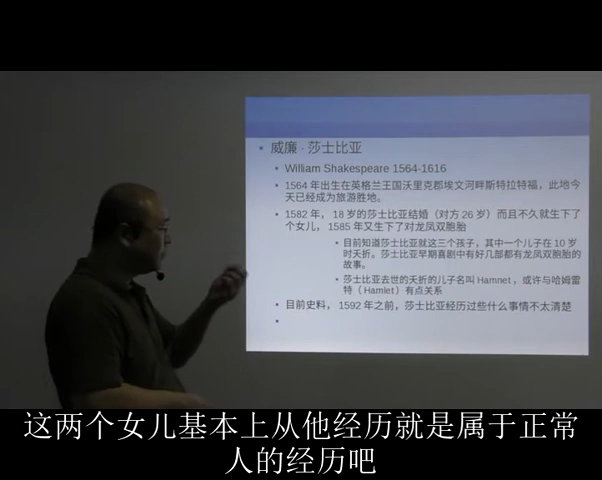 威廉 · 莎士比亚
William Shakespeare 1564-1616
1564 年出生在英格兰王国沃里克郡埃文河畔斯特拉特福，此地今
天已经成为旅游胜地。
1582 年， 18 岁的莎士比亚结婚（对方 26 岁）而且不久就生下了
个女儿， 1585 年又生下了对龙凤双胞胎
目前知道莎士比亚就这三个孩子，其中一个儿子在 10 岁
时夭折。莎士比亚早期喜剧中有好几部都有龙凤双胞胎的
故事。
莎士比亚去世的夭折的儿子名叫 Hamnet ，或许与哈姆雷
特（ Hamlet ）有点关系
目前史料， 1592 年之前，莎士比亚经历过些什么事情不太清楚
这两个女儿基本上从他经历就是属于正常
人的经历吧